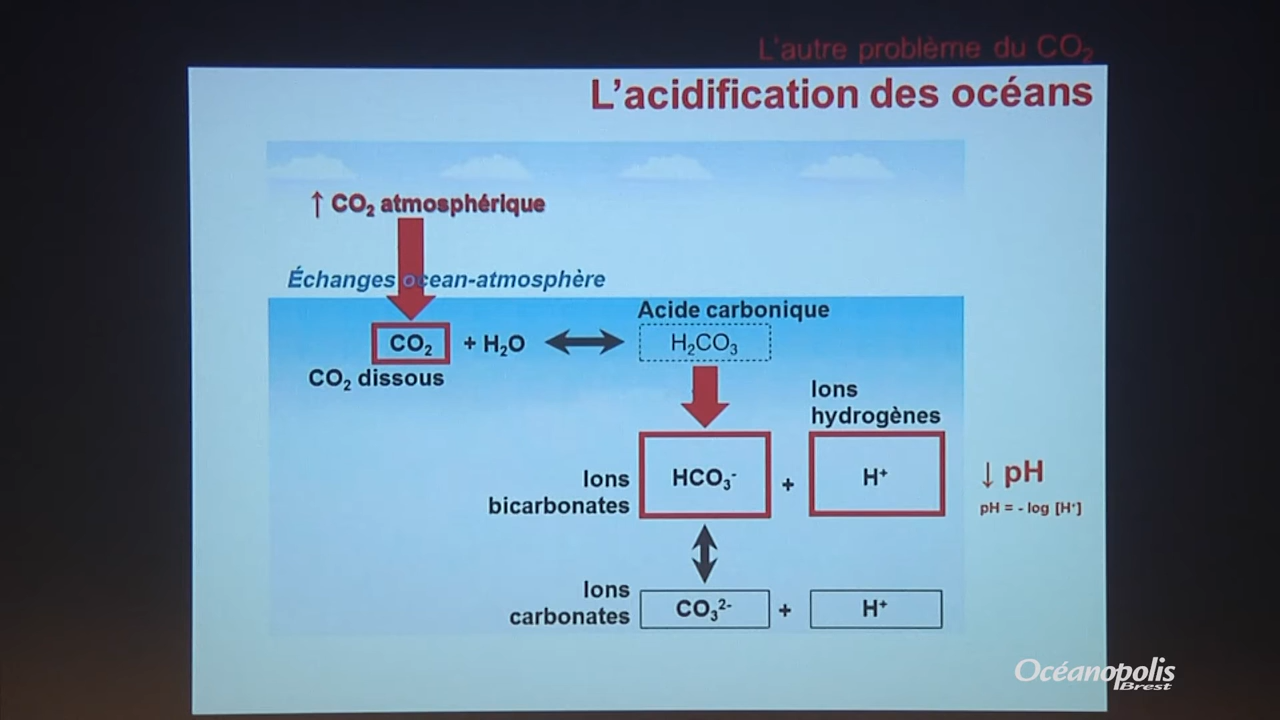 L'autre problème du CO₂
L'acidification des océans
↑ CO₂ atmosphérique
Échanges ocean-atmosphère
Acide carbonique
CO₂ + H₂O ↔ H₂CO₃
CO₂ dissous
Ions
hydrogènes
Ions
bicarbonates
HCO₃⁻ + H⁺
↓ pH
pH = - log [H⁺]
Ions
carbonates
CO₃²⁻ + H⁺
Océanopolis
Brest